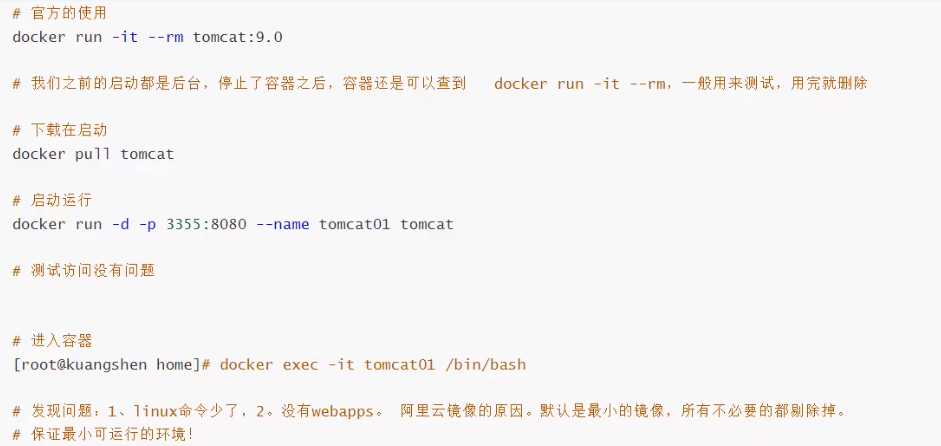 # 官方的使用
docker run -it --rm tomcat:9.0
# 我们之前的启动都是后台，停止了容器之后，容器还是可以查到   docker run -it --rm，一般用来测试，用完就删除
# 下载在启动
docker pull tomcat
# 启动运行
docker run -d -p 3355:8080 --name tomcat01 tomcat
# 测试访问没有问题
# 进入容器
[root@kuangshen home]# docker exec -it tomcat01 /bin/bash
# 发现问题：1、linux命令少了，2。没有webapps。 阿里云镜像的原因。默认是最小的镜像，所有不必要的都剔除掉。
# 保证最小可运行的环境！